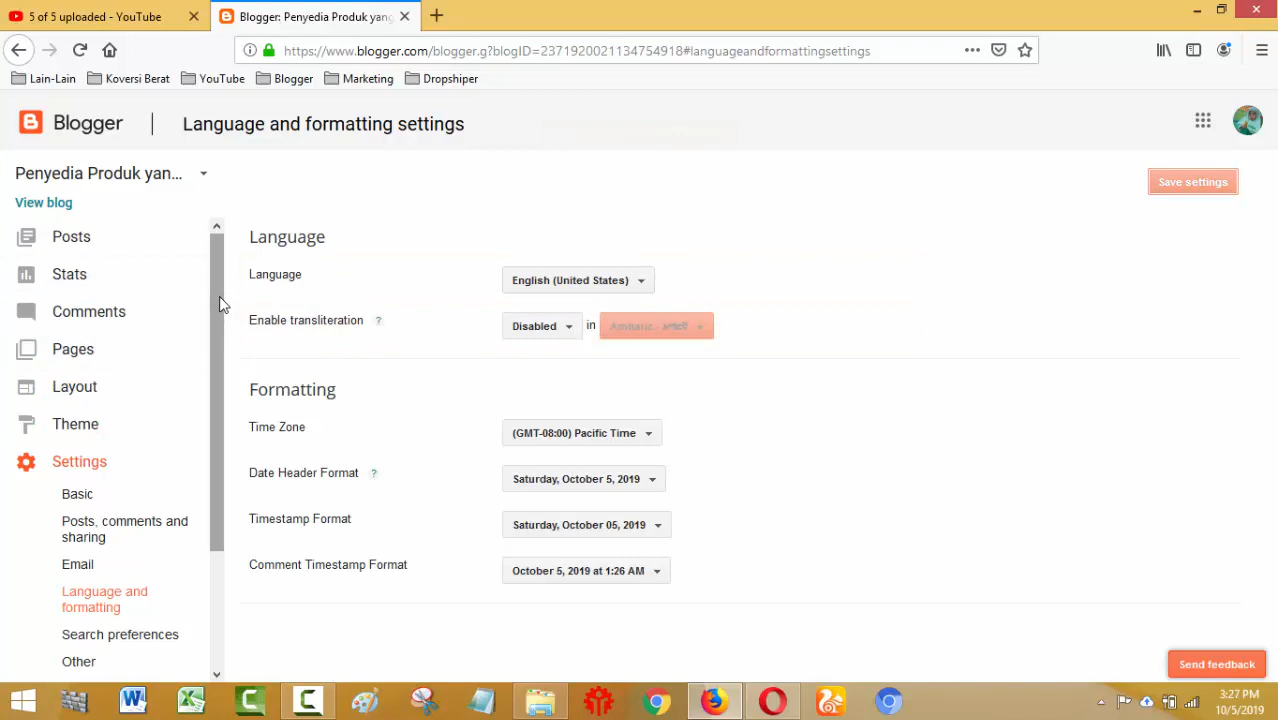 5 of 5 uploaded - YouTube
Blogger: Penyedia Produk yang
https://www.blogger.com/blogger.g?blogID=2371920021134754918#languageandformattingsettings
Lain-Lain
Koversi Berat
YouTube
Blogger
Marketing
Dropshiper
Blogger
Language and formatting settings
Penyedia Produk yan...
View blog
Save settings
Posts
Stats
Comments
Pages
Layout
Theme
Settings
Basic
Posts, comments and
sharing
Email
Language and
formatting
Search preferences
Other
Language
Language
English (United States)
Enable transliteration ?
Disabled
in
Amharic -
Formatting
Time Zone
(GMT-08:00) Pacific Time
Date Header Format ?
Saturday, October 5, 2019
Timestamp Format
Saturday, October 05, 2019
Comment Timestamp Format
October 5, 2019 at 1:26 AM
Send feedback
3:27 PM
10/5/2019